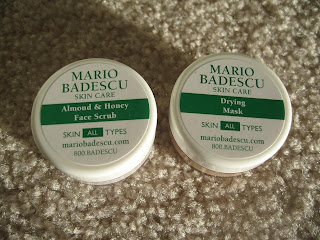 MARIO
BADESCU
SKIN CARE
Almond & Honey
Face Scrub
SKIN ALL TYPES
mariobadescu.com
800.BADESCU
MARIO
BADESCU
SKIN CARE
Drying
Mask
SKIN ALL TYPES
mariobadescu.com
800.BADESCU